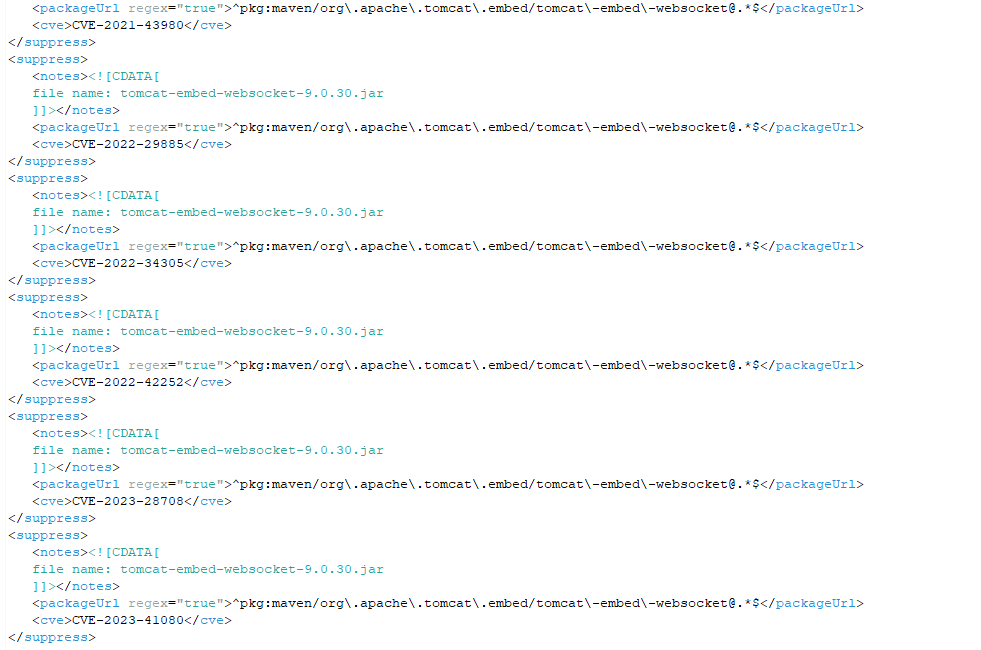 <packageUrl regex="true">^pkg:maven/org\.apache\.tomcat\.embed/tomcat\-embed\-websocket@.*$</packageUrl>
<cve>CVE-2021-43980</cve>
</suppress>
<suppress>
<notes><![CDATA[
file name: tomcat-embed-websocket-9.0.30.jar
]]></notes>
<packageUrl regex="true">^pkg:maven/org\.apache\.tomcat\.embed/tomcat\-embed\-websocket@.*$</packageUrl>
<cve>CVE-2022-29885</cve>
</suppress>
<suppress>
<notes><![CDATA[
file name: tomcat-embed-websocket-9.0.30.jar
]]></notes>
<packageUrl regex="true">^pkg:maven/org\.apache\.tomcat\.embed/tomcat\-embed\-websocket@.*$</packageUrl>
<cve>CVE-2022-34305</cve>
</suppress>
<suppress>
<notes><![CDATA[
file name: tomcat-embed-websocket-9.0.30.jar
]]></notes>
<packageUrl regex="true">^pkg:maven/org\.apache\.tomcat\.embed/tomcat\-embed\-websocket@.*$</packageUrl>
<cve>CVE-2022-42252</cve>
</suppress>
<suppress>
<notes><![CDATA[
file name: tomcat-embed-websocket-9.0.30.jar
]]></notes>
<packageUrl regex="true">^pkg:maven/org\.apache\.tomcat\.embed/tomcat\-embed\-websocket@.*$</packageUrl>
<cve>CVE-2023-28708</cve>
</suppress>
<suppress>
<notes><![CDATA[
file name: tomcat-embed-websocket-9.0.30.jar
]]></notes>
<packageUrl regex="true">^pkg:maven/org\.apache\.tomcat\.embed/tomcat\-embed\-websocket@.*$</packageUrl>
<cve>CVE-2023-41080</cve>
</suppress>